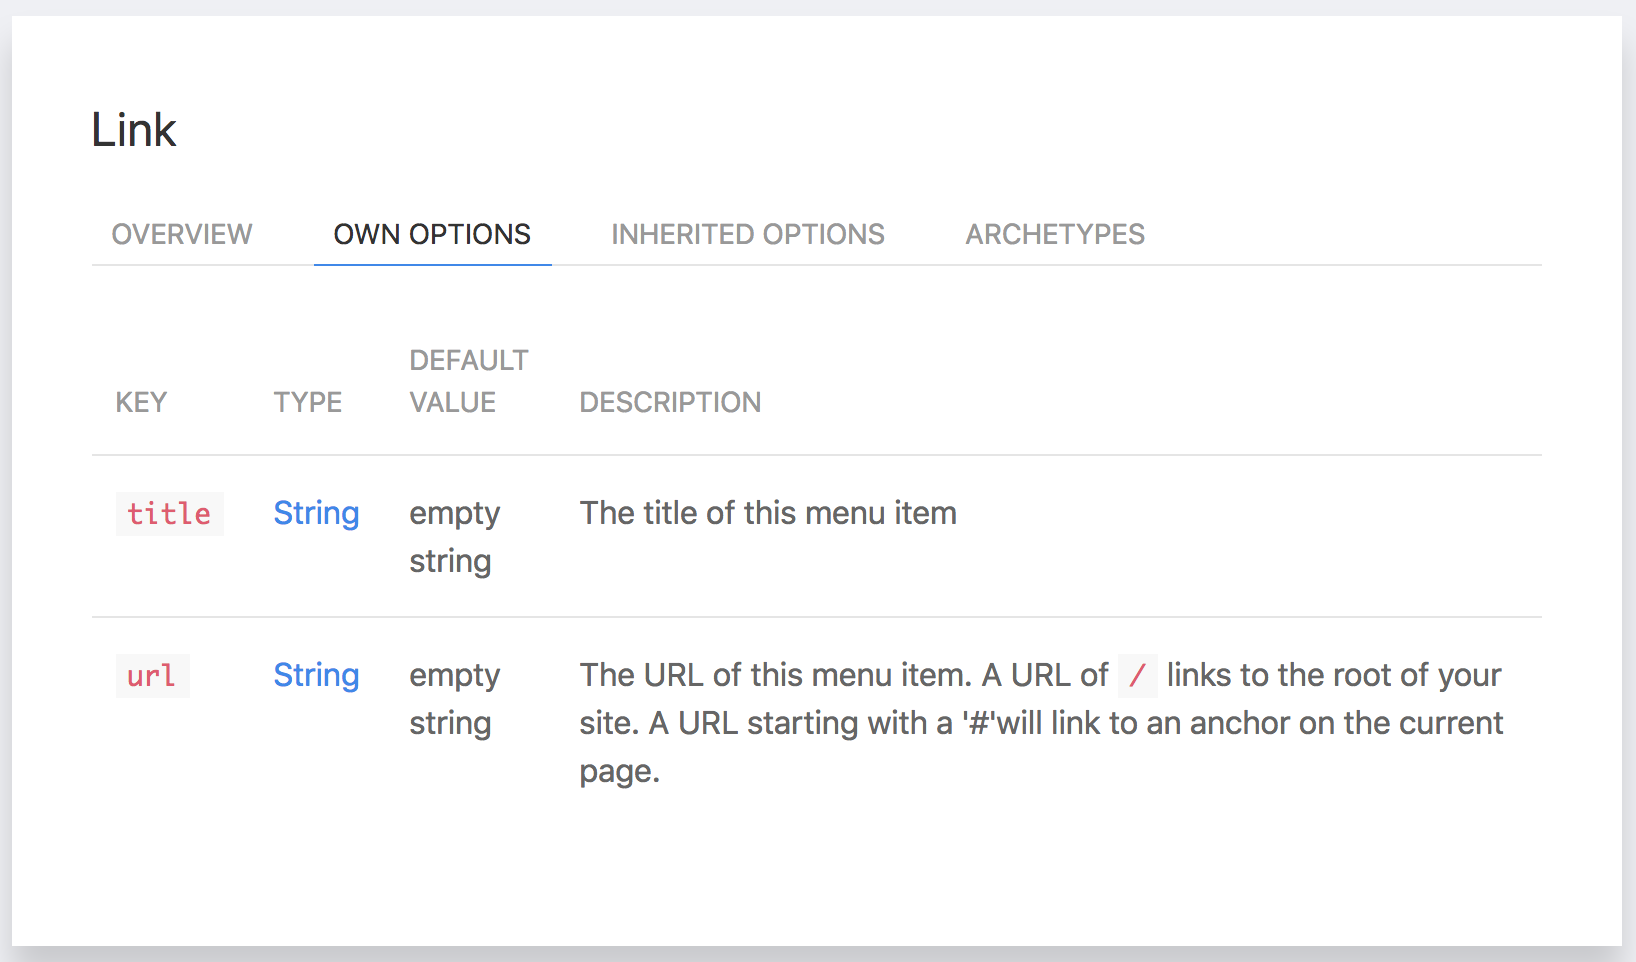 Link
OVERVIEW OWN OPTIONS INHERITED OPTIONS ARCHETYPES
KEY TYPE DEFAULT VALUE DESCRIPTION
title String empty string The title of this menu item
url String empty string The URL of this menu item. A URL of / links to the root of your
site. A URL starting with a '#'will link to an anchor on the current
page.